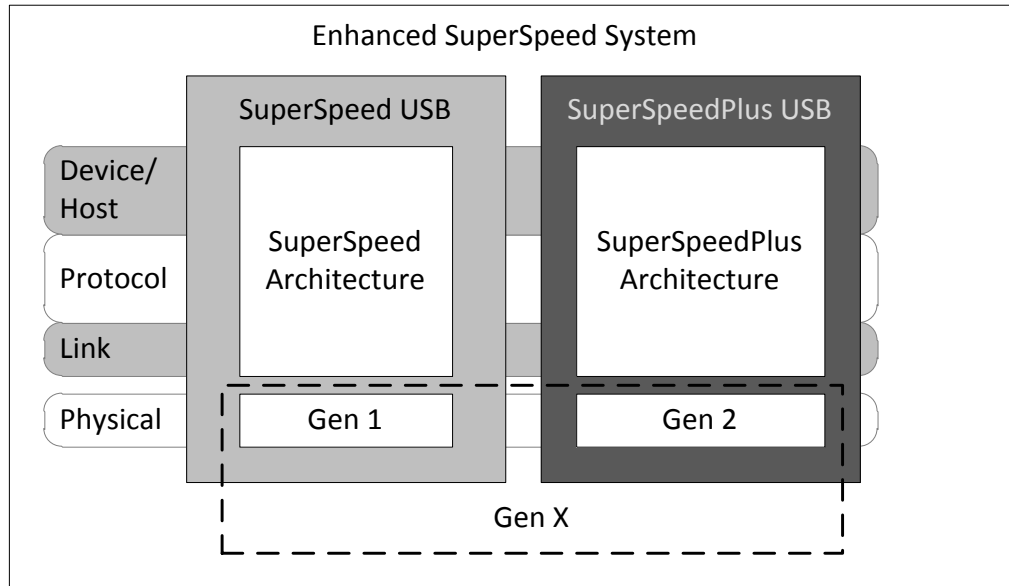 Enhanced SuperSpeed System
SuperSpeed USB
SuperSpeedPlus USB
Device/
Host
Protocol
Link
Physical
SuperSpeed
Architecture
SuperSpeedPlus
Architecture
Gen 1
Gen 2
Gen X